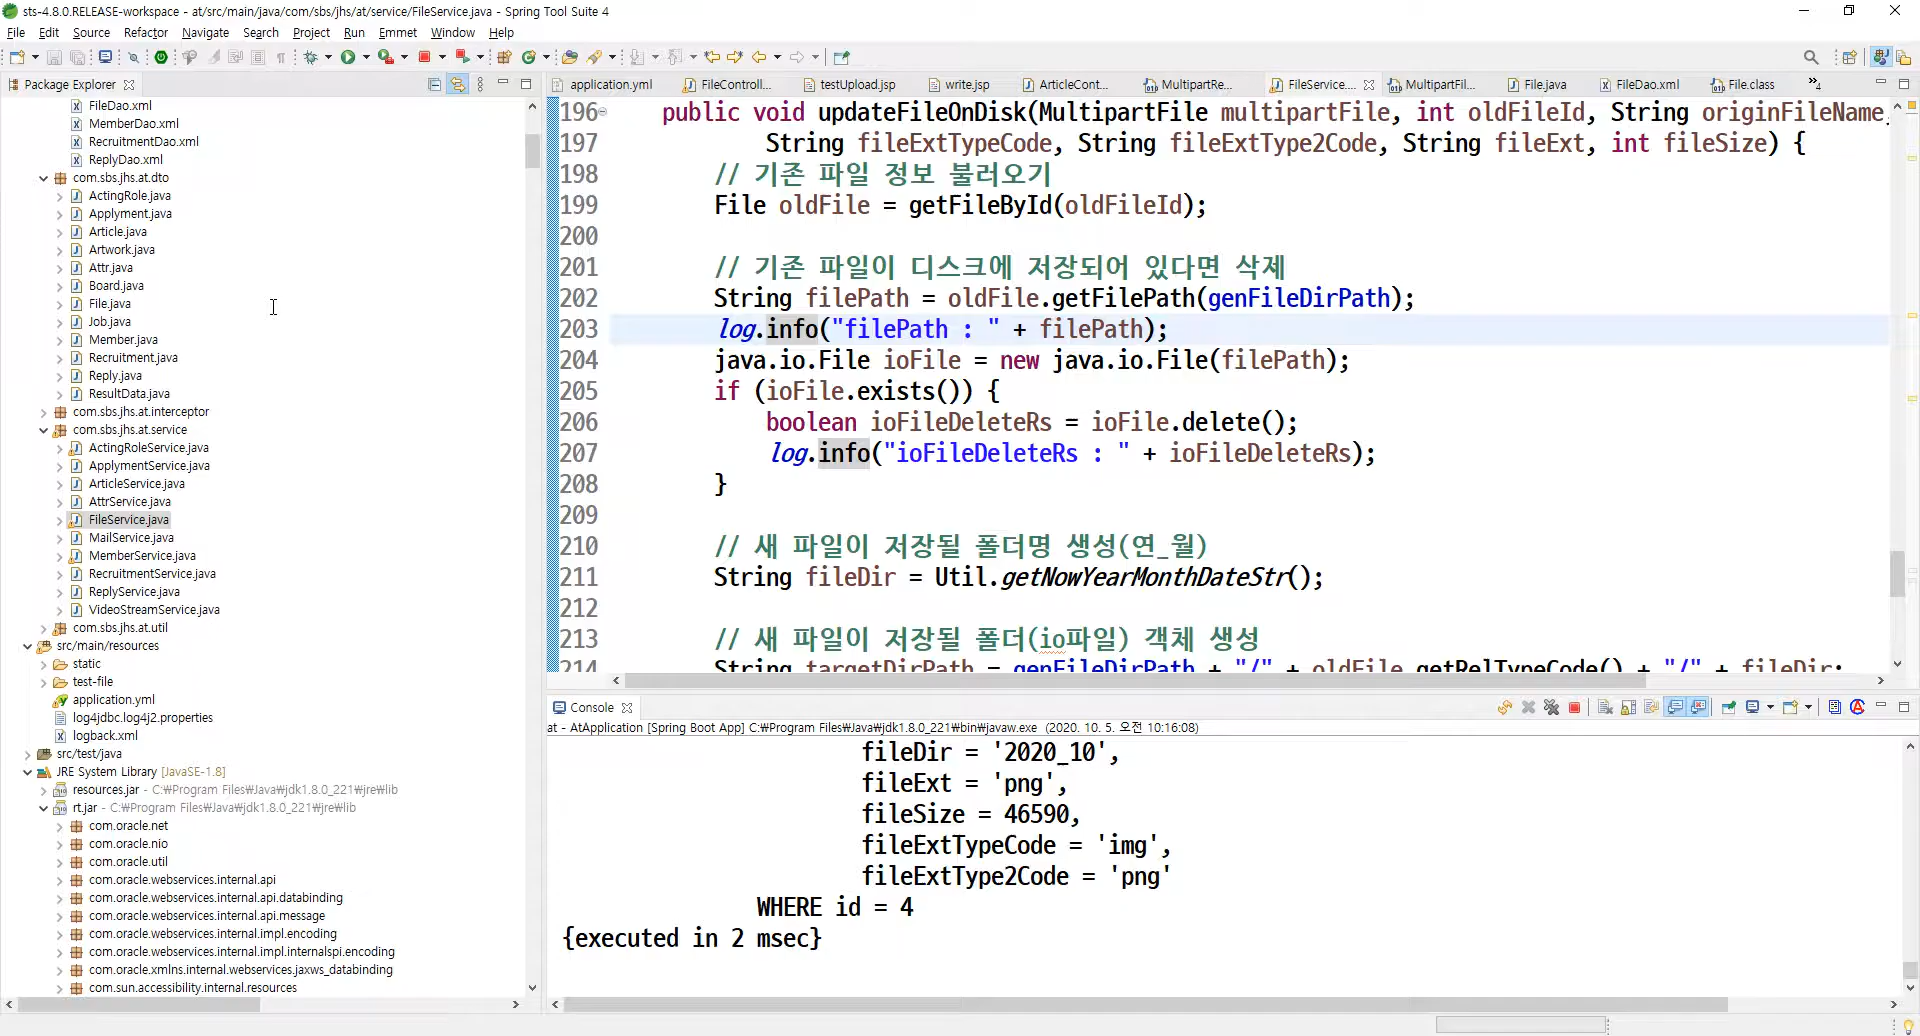 sts-4.8.0.RELEASE-workspace - at/src/main/java/com/sbs/jhs/at/service/FileService.java - Spring Tool Suite 4
File Edit Source Refactor Navigate Search Project Run Emmet Window Help
Package Explorer
FileDao.xml
MemberDao.xml
RecruitmentDao.xml
ReplyDao.xml
com.sbs.jhs.at.dto
ActingRole.java
Applyment.java
Article.java
Artwork.java
Attr.java
Board.java
File.java
Job.java
Member.java
Recruitment.java
Reply.java
ResultData.java
com.sbs.jhs.at.interceptor
com.sbs.jhs.at.service
ActingRoleService.java
ApplymentService.java
ArticleService.java
AttrService.java
FileService.java
MailService.java
MemberService.java
RecruitmentService.java
ReplyService.java
VideoStreamService.java
com.sbs.jhs.at.util
src/main/resources
static
test-file
application.yml
log4jdbc.log4j2.properties
logback.xml
src/test/java
JRE System Library [JavaSE-1.8]
resources.jar - C:₩Program Files₩Java₩jdk1.8.0_221₩jre₩lib
rt.jar - C:₩Program Files₩Java₩jdk1.8.0_221₩jre₩lib
com.oracle.net
com.oracle.nio
com.oracle.util
com.oracle.webservices.internal.api
com.oracle.webservices.internal.api.databinding
com.oracle.webservices.internal.api.message
com.oracle.webservices.internal.impl.encoding
com.oracle.webservices.internal.impl.internalspi.encoding
com.oracle.xmlns.internal.webservices.jaxws_databinding
com.sun.accessibility.internal.resources
application.yml FileControll... testUpload.jsp write.jsp ArticleCont... MultipartRe... FileService.... MultipartFil... File.java FileDao.xml File.class »4
196 public void updateFileOnDisk(MultipartFile multipartFile, int oldFileId, String originFileName,
197 String fileExtTypeCode, String fileExtType2Code, String fileExt, int fileSize) {
198 // 기존 파일 정보 불러오기
199 File oldFile = getFileById(oldFileId);
200
201 // 기존 파일이 디스크에 저장되어 있다면 삭제
202 String filePath = oldFile.getFilePath(genFileDirPath);
203 log.info("filePath : " + filePath);
204 java.io.File ioFile = new java.io.File(filePath);
205 if (ioFile.exists()) {
206 boolean ioFileDeleteRs = ioFile.delete();
207 log.info("ioFileDeleteRs : " + ioFileDeleteRs);
208 }
209
210 // 새 파일이 저장될 폴더명 생성(연_월)
211 String fileDir = Util.getNowYearMonthDateStr();
212
213 // 새 파일이 저장될 폴더(io파일) 객체 생성
214 String targetDirPath = genFileDirPath + "/" + oldFile.getRelTypeCode() + "/" + fileDir;
Console
at - AtApplication [Spring Boot App] C:₩Program Files₩Java₩jdk1.8.0_221₩bin₩javaw.exe (2020. 10. 5. 오전 10:16:08)
fileDir = '2020_10',
fileExt = 'png',
fileSize = 46590,
fileExtTypeCode = 'img',
fileExtType2Code = 'png'
WHERE id = 4
{executed in 2 msec}